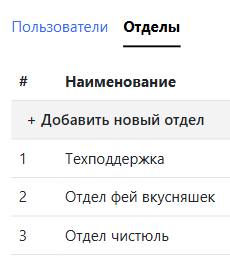 Пользователи Отделы
# Наименование
+ Добавить новый отдел
1 Техподдержка
2 Отдел фей вкусняшек
3 Отдел чистюль